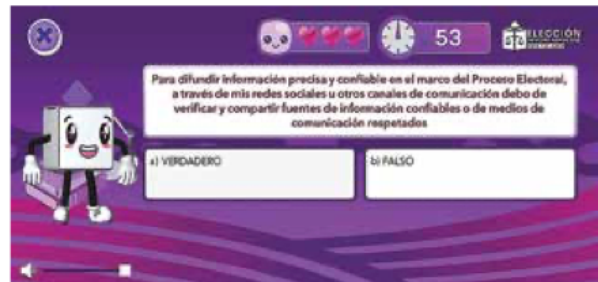 53
ELECCIÓN
Para difundir información precisa y confiable en el marco del Proceso Electoral,
a través de mis redes sociales u otros canales de comunicación debo de
verificar y compartir fuentes de información confiables o de medios de
comunicación respetados
a) VERDADERO
b) FALSO